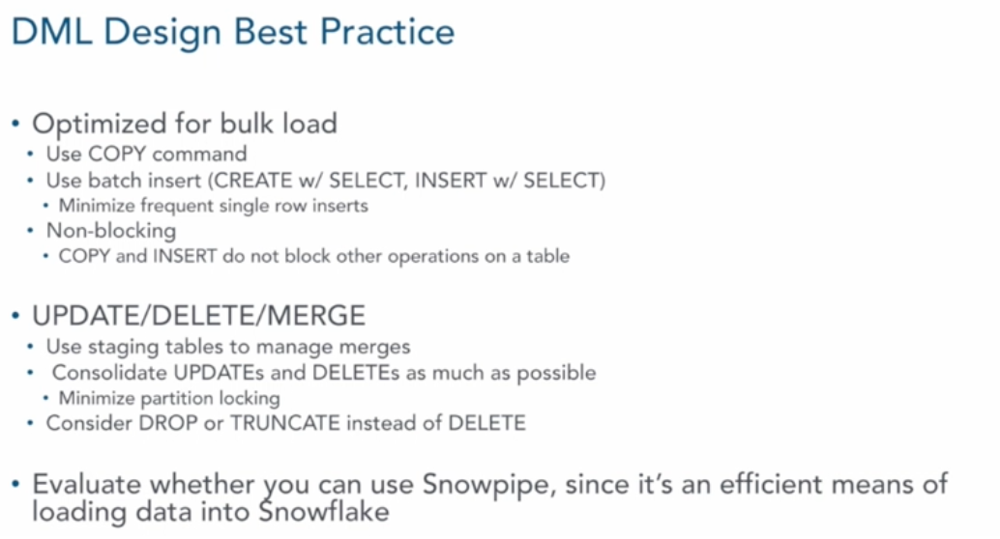 DML Design Best Practice
• Optimized for bulk load
• Use COPY command
• Use batch insert (CREATE w/ SELECT, INSERT w/ SELECT)
• Minimize frequent single row inserts
• Non-blocking
• COPY and INSERT do not block other operations on a table
• UPDATE/DELETE/MERGE
• Use staging tables to manage merges
• Consolidate UPDATEs and DELETEs as much as possible
• Minimize partition locking
• Consider DROP or TRUNCATE instead of DELETE
• Evaluate whether you can use Snowpipe, since it's an efficient means of
loading data into Snowflake